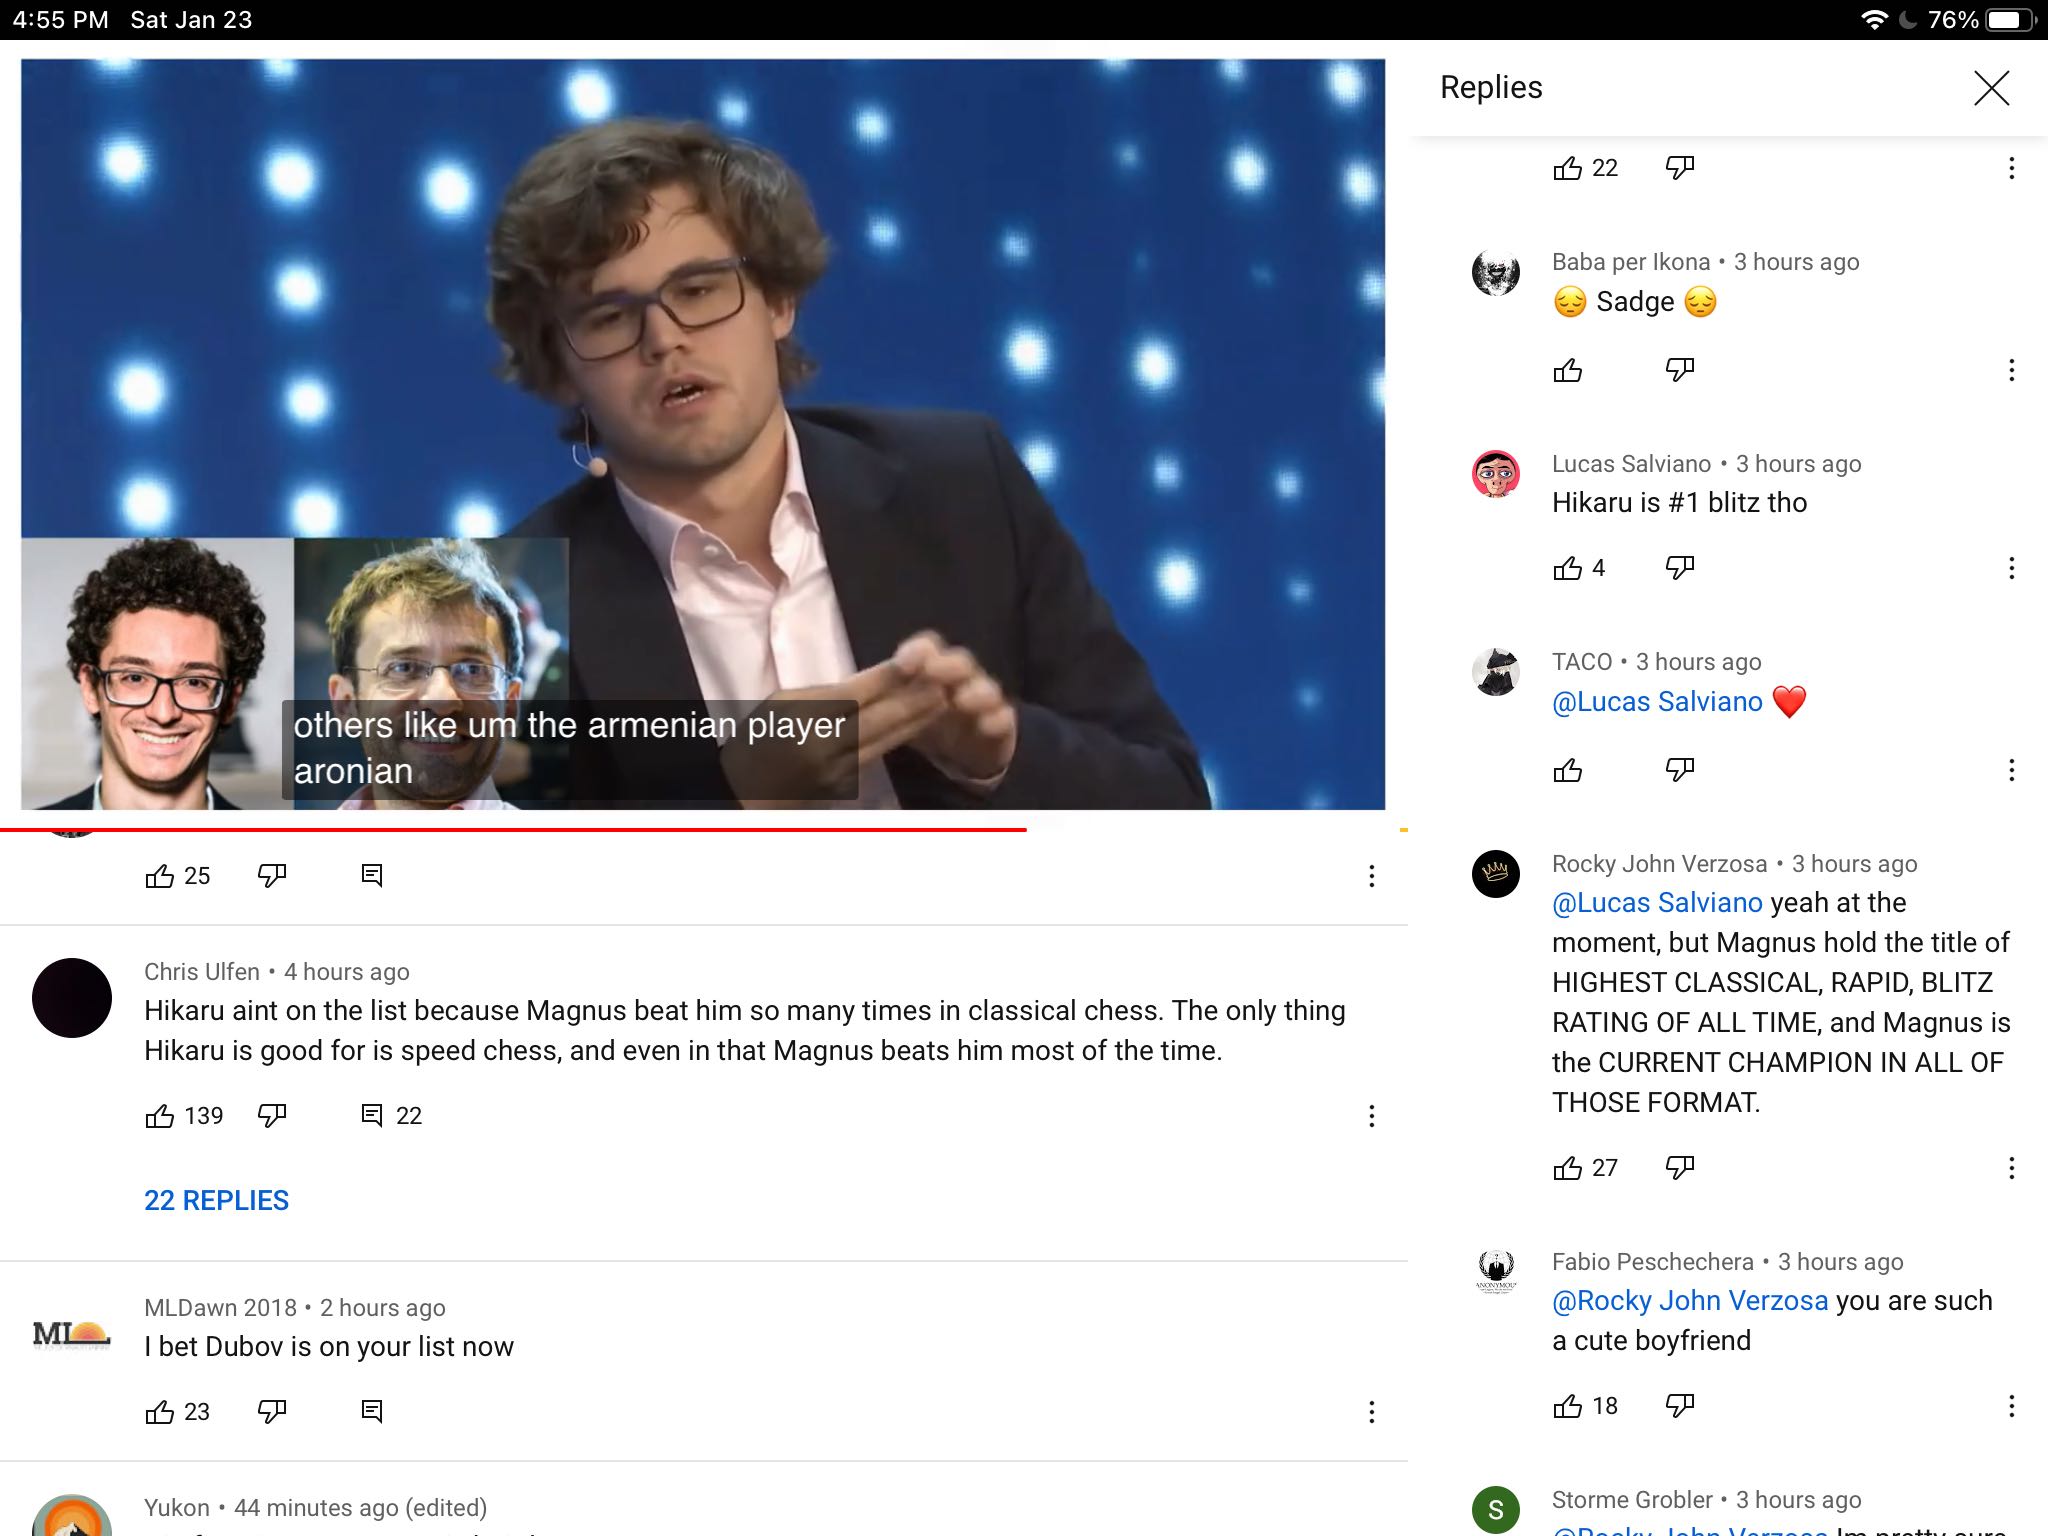 4:55 PM Sat Jan 23
76%
others like um the armenian player
aronian
25
Chris Ulfen • 4 hours ago
Hikaru aint on the list because Magnus beat him so many times in classical chess. The only thing
Hikaru is good for is speed chess, and even in that Magnus beats him most of the time.
139 22
22 REPLIES
MLDawn 2018 • 2 hours ago
I bet Dubov is on your list now
23
Yukon • 44 minutes ago (edited)
Replies
22
Baba per Ikona • 3 hours ago
😔 Sadge 😔
Lucas Salviano • 3 hours ago
Hikaru is #1 blitz tho
4
TACO • 3 hours ago
@Lucas Salviano ❤️
Rocky John Verzosa • 3 hours ago
@Lucas Salviano yeah at the
moment, but Magnus hold the title of
HIGHEST CLASSICAL, RAPID, BLITZ
RATING OF ALL TIME, and Magnus is
the CURRENT CHAMPION IN ALL OF
THOSE FORMAT.
27
Fabio Peschechera • 3 hours ago
@Rocky John Verzosa you are such
a cute boyfriend
18
S
Storme Grobler • 3 hours ago
@Rocky John Verzosa Im pretty sure